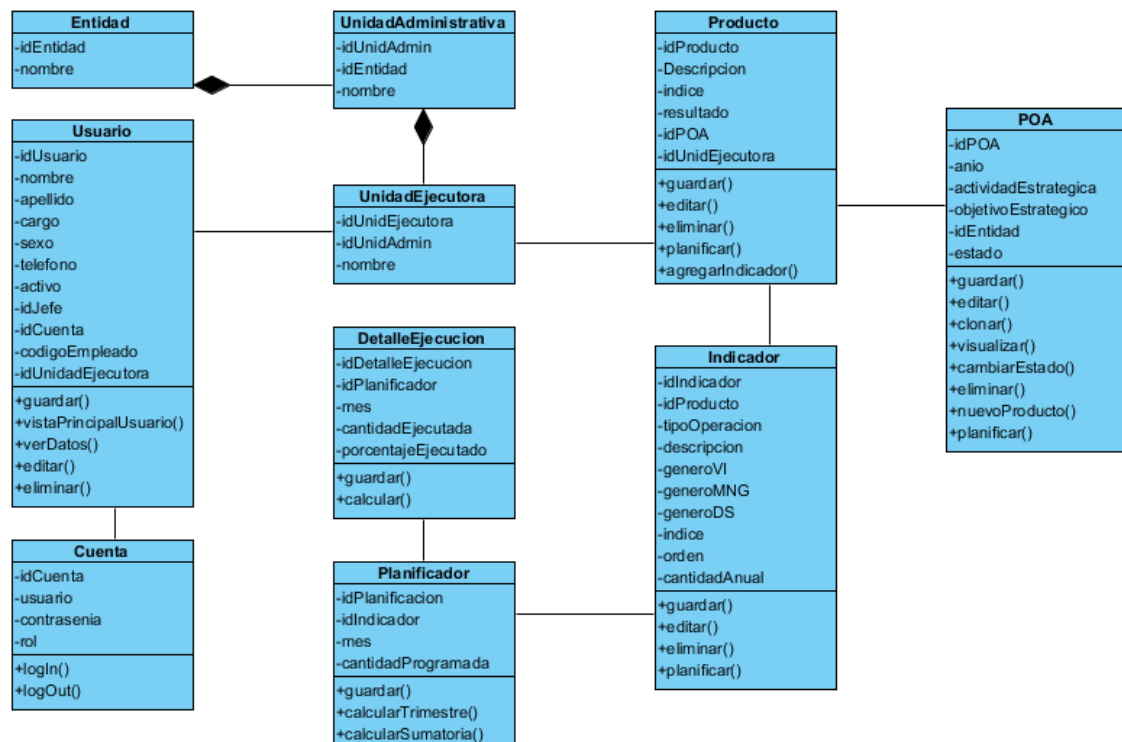 Entidad
-idEntidad
-nombre
UnidadAdministrativa
-idUnidAdmin
-idEntidad
-nombre
Producto
-idProducto
-Descripcion
-indice
-resultado
-idPOA
-idUnidEjecutora
+guardar()
+editar()
+eliminar()
+planificar()
+agregarIndicador()
POA
-idPOA
-anio
-actividadEstrategica
-objetivoEstrategico
-idEntidad
-estado
+guardar()
+editar()
+clonar()
+visualizar()
+cambiarEstado()
+eliminar()
+nuevoProducto()
+planificar()
Usuario
-idUsuario
-nombre
-apellido
-cargo
-sexo
-telefono
-activo
-idJefe
-idCuenta
-codigoEmpleado
-idUnidadEjecutora
+guardar()
+vistaPrincipalUsuario()
+verDatos()
+editar()
+eliminar()
UnidadEjecutora
-idUnidEjecutora
-idUnidAdmin
-nombre
DetalleEjecucion
-idDetalleEjecucion
-idPlanificador
-mes
-cantidadEjecutada
-porcentajeEjecutado
+guardar()
+calcular()
Indicador
-idIndicador
-idProducto
-tipoOperacion
-descripcion
-generoVI
-generoMNG
-generoDS
-indice
-orden
-cantidadAnual
+guardar()
+editar()
+eliminar()
+planificar()
Cuenta
-idCuenta
-usuario
-contrasenia
-rol
+logIn()
+logOut()
Planificador
-idPlanificacion
-idIndicador
-mes
-cantidadProgramada
+guardar()
+calcularTrimestre()
+calcularSumatoria()